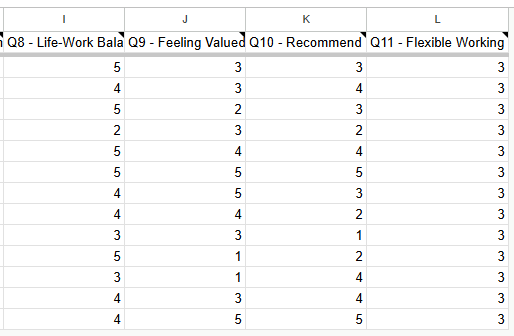 I J K L
Q8 - Life-Work Bala Q9 - Feeling Valued Q10 - Recommend Q11 - Flexible Working
5 3 3 3
4 3 4 3
5 2 3 3
2 3 2 3
5 4 4 3
5 5 5 3
4 5 3 3
4 4 2 3
3 3 1 3
5 1 2 3
3 1 4 3
4 3 4 3
4 5 5 3